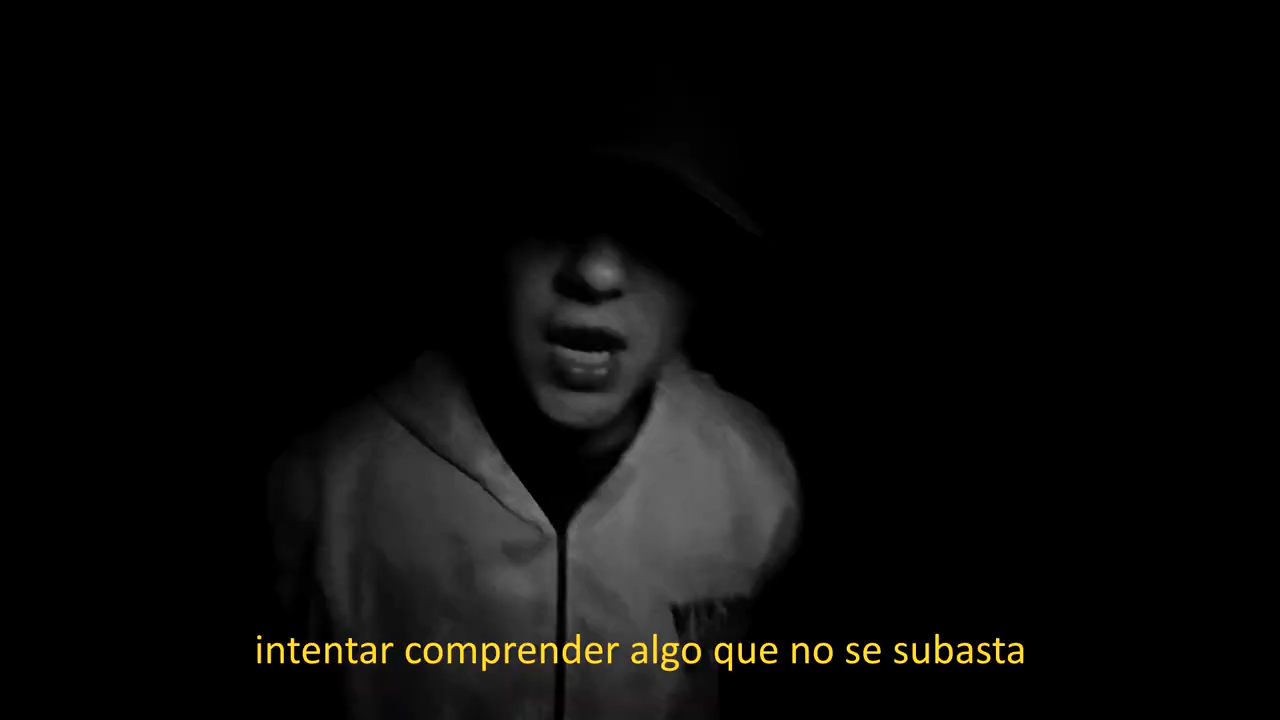 intentar comprender algo que no se subasta